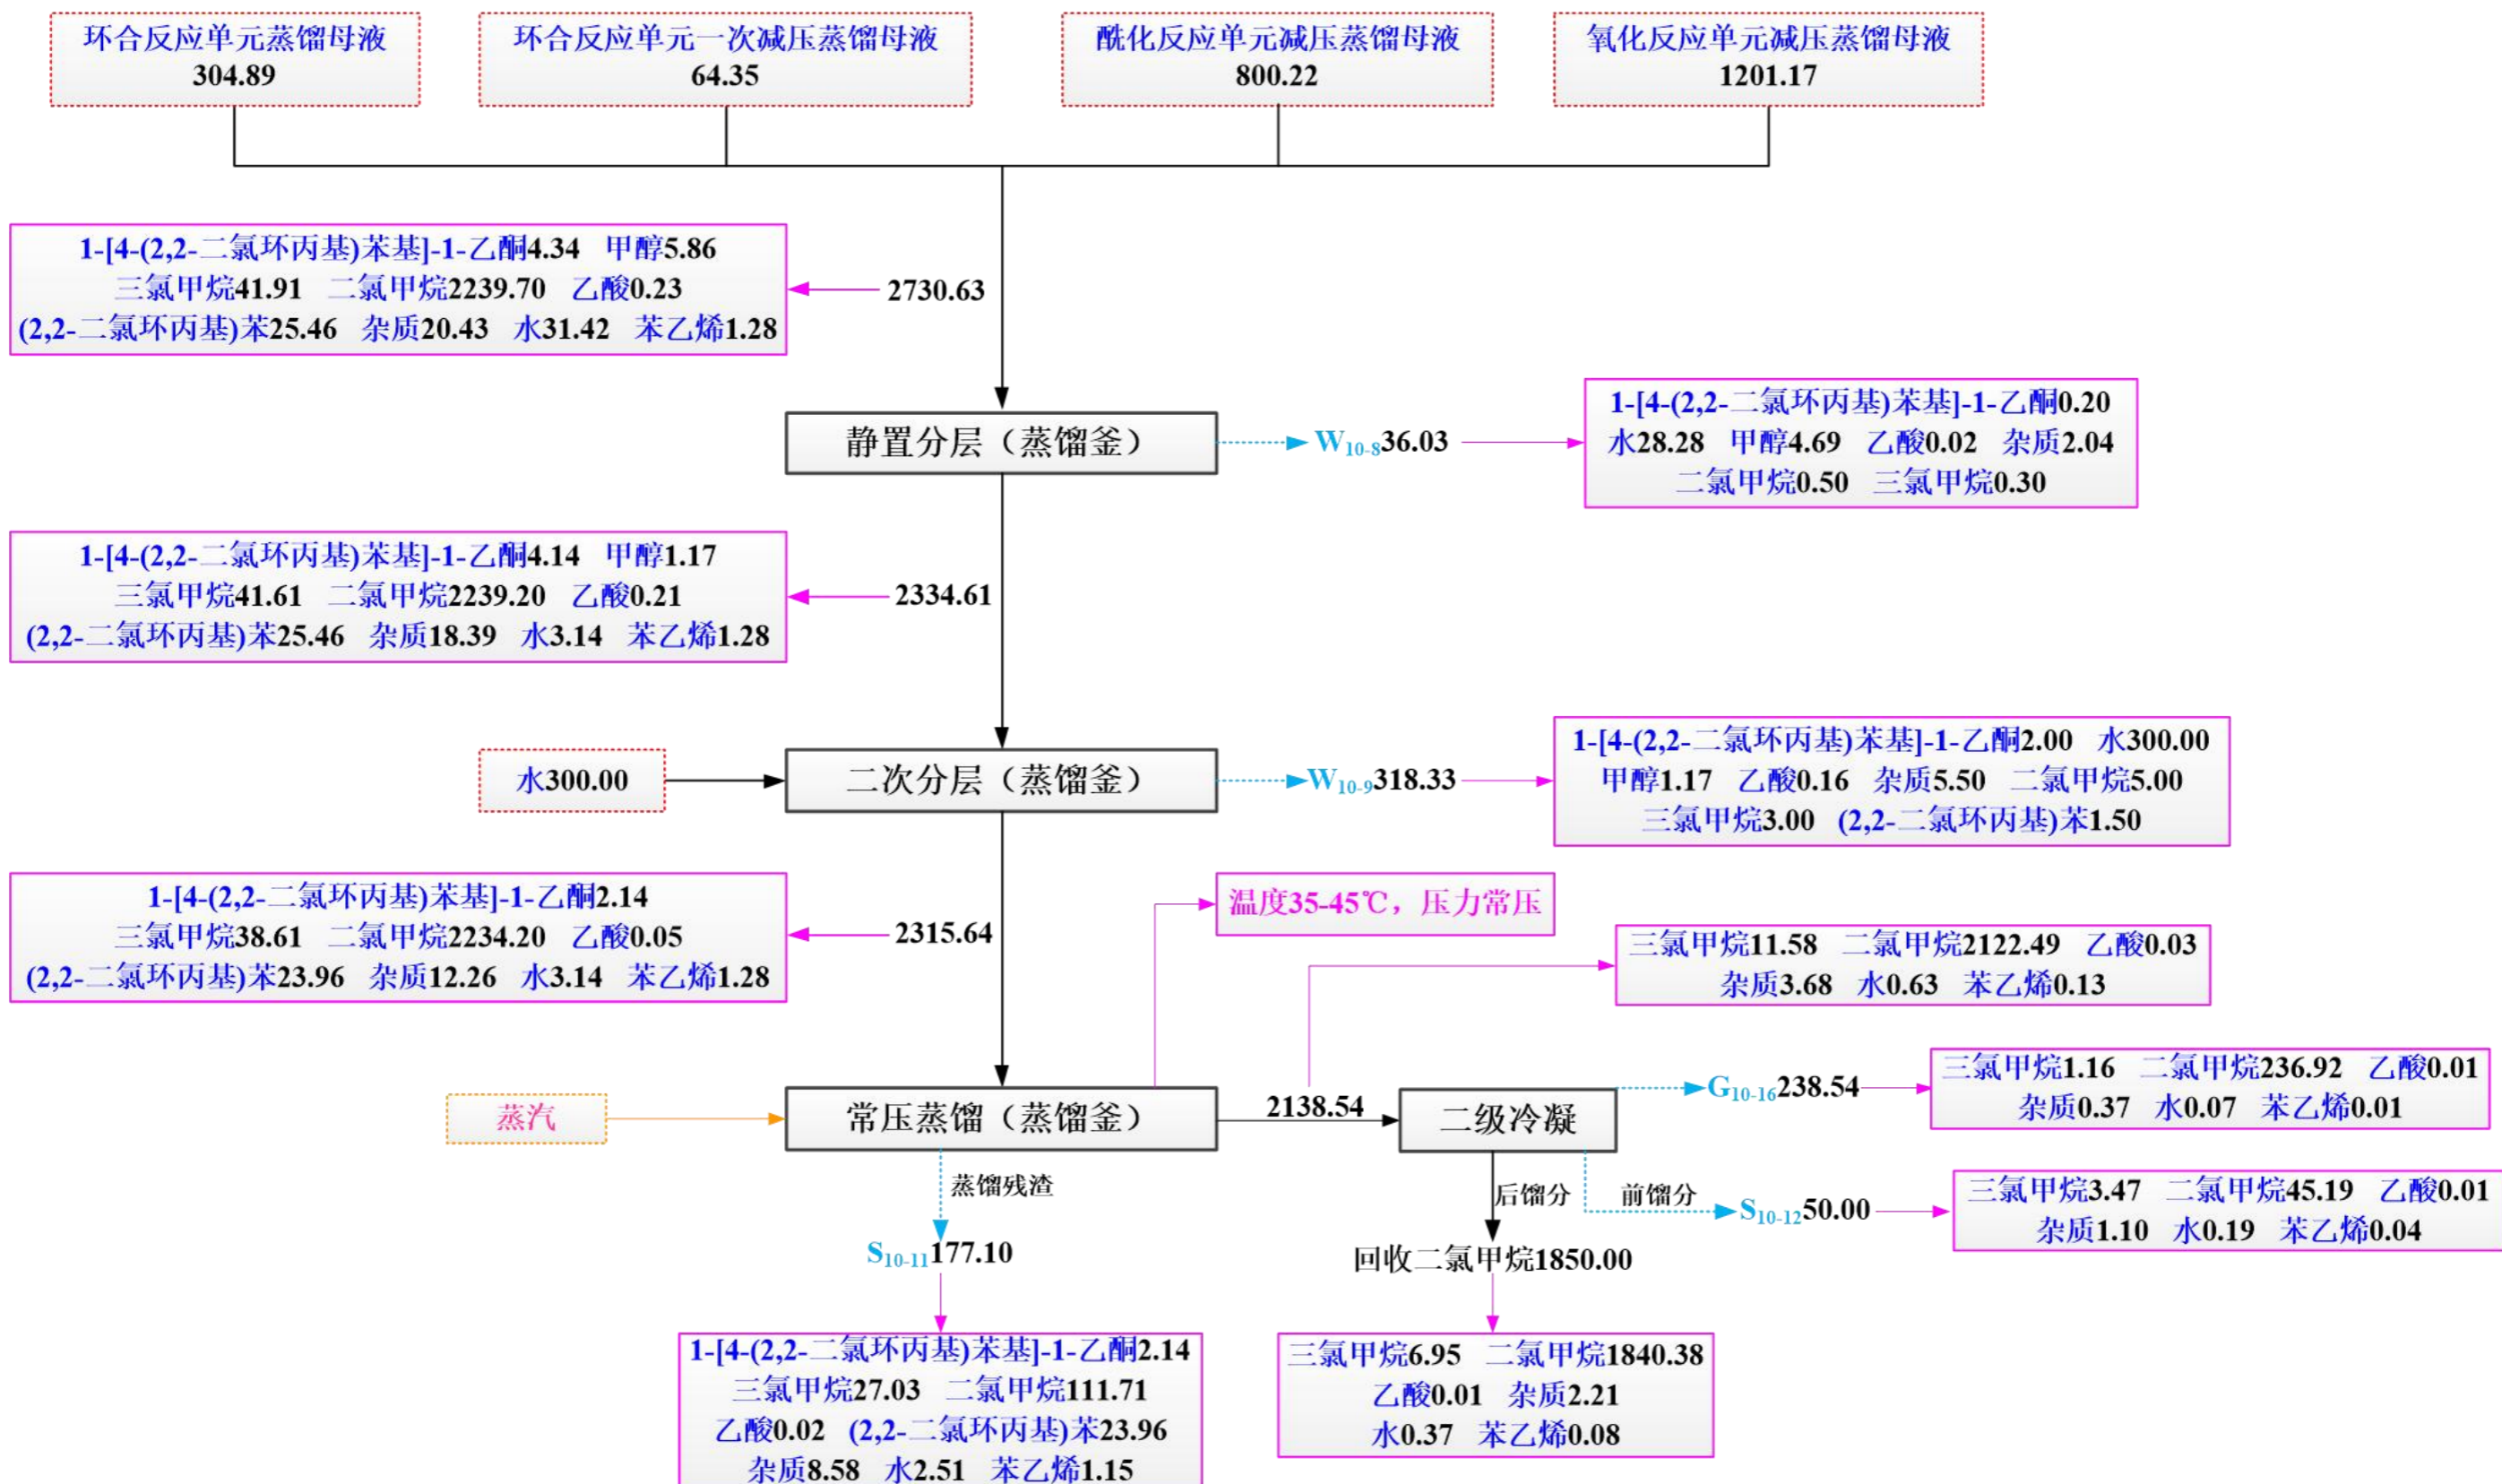 环合反应单元蒸馏母液
304.89
环合反应单元一次减压蒸馏母液
64.35
酰化反应单元减压蒸馏母液
800.22
氧化反应单元减压蒸馏母液
1201.17
1-[4-(2,2-二氯环丙基)苯基]-1-乙酮4.34 甲醇5.86
三氯甲烷41.91 二氯甲烷2239.70 乙酸0.23
(2,2-二氯环丙基)苯25.46 杂质20.43 水31.42 苯乙烯1.28
2730.63
静置分层（蒸馏釜）
W10-836.03
1-[4-(2,2-二氯环丙基)苯基]-1-乙酮0.20
水28.28 甲醇4.69 乙酸0.02 杂质2.04
二氯甲烷0.50 三氯甲烷0.30
1-[4-(2,2-二氯环丙基)苯基]-1-乙酮4.14 甲醇1.17
三氯甲烷41.61 二氯甲烷2239.20 乙酸0.21
(2,2-二氯环丙基)苯25.46 杂质18.39 水3.14 苯乙烯1.28
2334.61
水300.00
二次分层（蒸馏釜）
W10-9318.33
1-[4-(2,2-二氯环丙基)苯基]-1-乙酮2.00 水300.00
甲醇1.17 乙酸0.16 杂质5.50 二氯甲烷5.00
三氯甲烷3.00 (2,2-二氯环丙基)苯1.50
1-[4-(2,2-二氯环丙基)苯基]-1-乙酮2.14
三氯甲烷38.61 二氯甲烷2234.20 乙酸0.05
(2,2-二氯环丙基)苯23.96 杂质12.26 水3.14 苯乙烯1.28
2315.64
温度35-45℃，压力常压
三氯甲烷11.58 二氯甲烷2122.49 乙酸0.03
杂质3.68 水0.63 苯乙烯0.13
蒸汽
常压蒸馏（蒸馏釜）
2138.54
二级冷凝
G10-16238.54
三氯甲烷1.16 二氯甲烷236.92 乙酸0.01
杂质0.37 水0.07 苯乙烯0.01
蒸馏残渣
后馏分
前馏分
S10-1250.00
三氯甲烷3.47 二氯甲烷45.19 乙酸0.01
杂质1.10 水0.19 苯乙烯0.04
S10-11177.10
回收二氯甲烷1850.00
1-[4-(2,2-二氯环丙基)苯基]-1-乙酮2.14
三氯甲烷27.03 二氯甲烷111.71
乙酸0.02 (2,2-二氯环丙基)苯23.96
杂质8.58 水2.51 苯乙烯1.15
三氯甲烷6.95 二氯甲烷1840.38
乙酸0.01 杂质2.21
水0.37 苯乙烯0.08